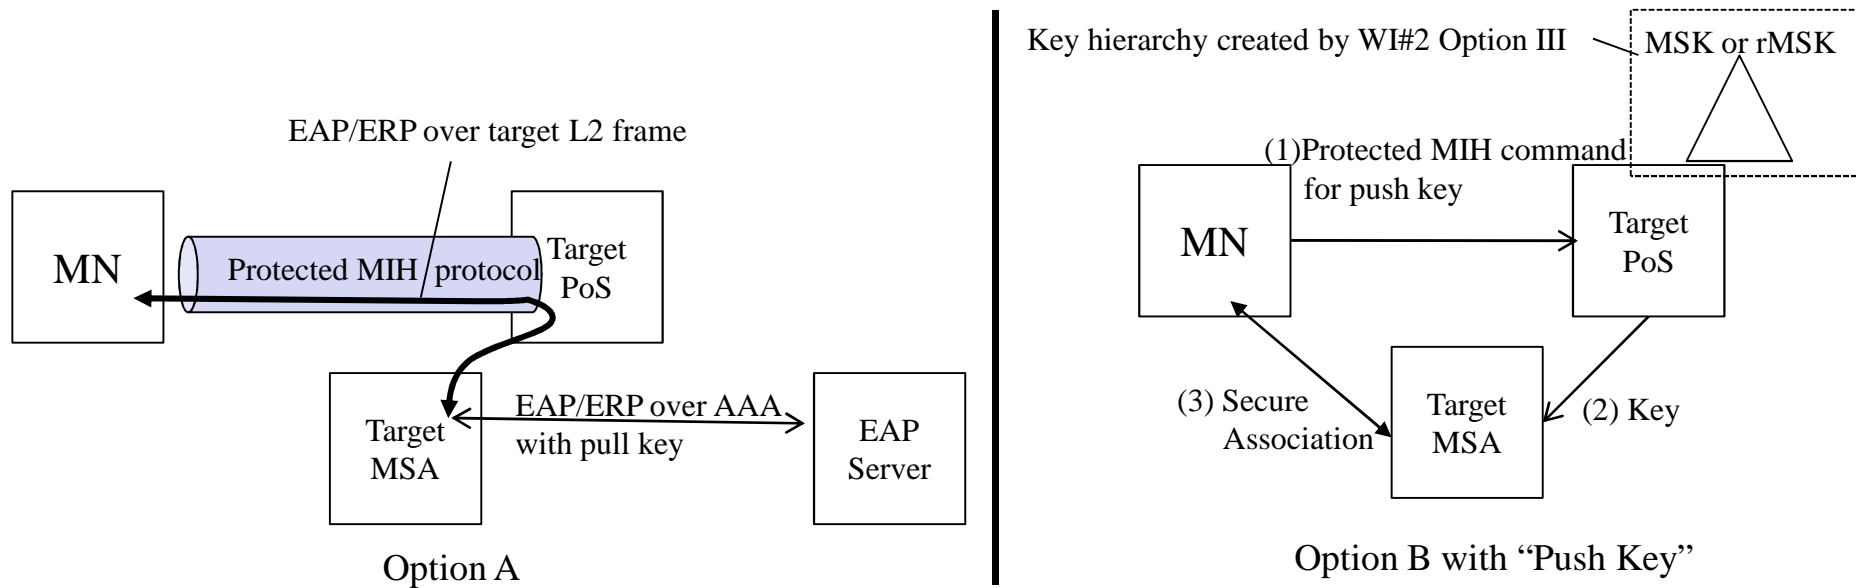 EAP/ERP over target L2 frame
MN
Protected MIH protocol
Target
PoS
Target
MSA
EAP/ERP over AAA
with pull key
EAP
Server
Option A
Key hierarchy created by WI#2 Option III
MSK or rMSK
(1)Protected MIH command
for push key
MN
Target
PoS
(3) Secure
Association
Target
MSA
(2) Key
Option B with “Push Key”